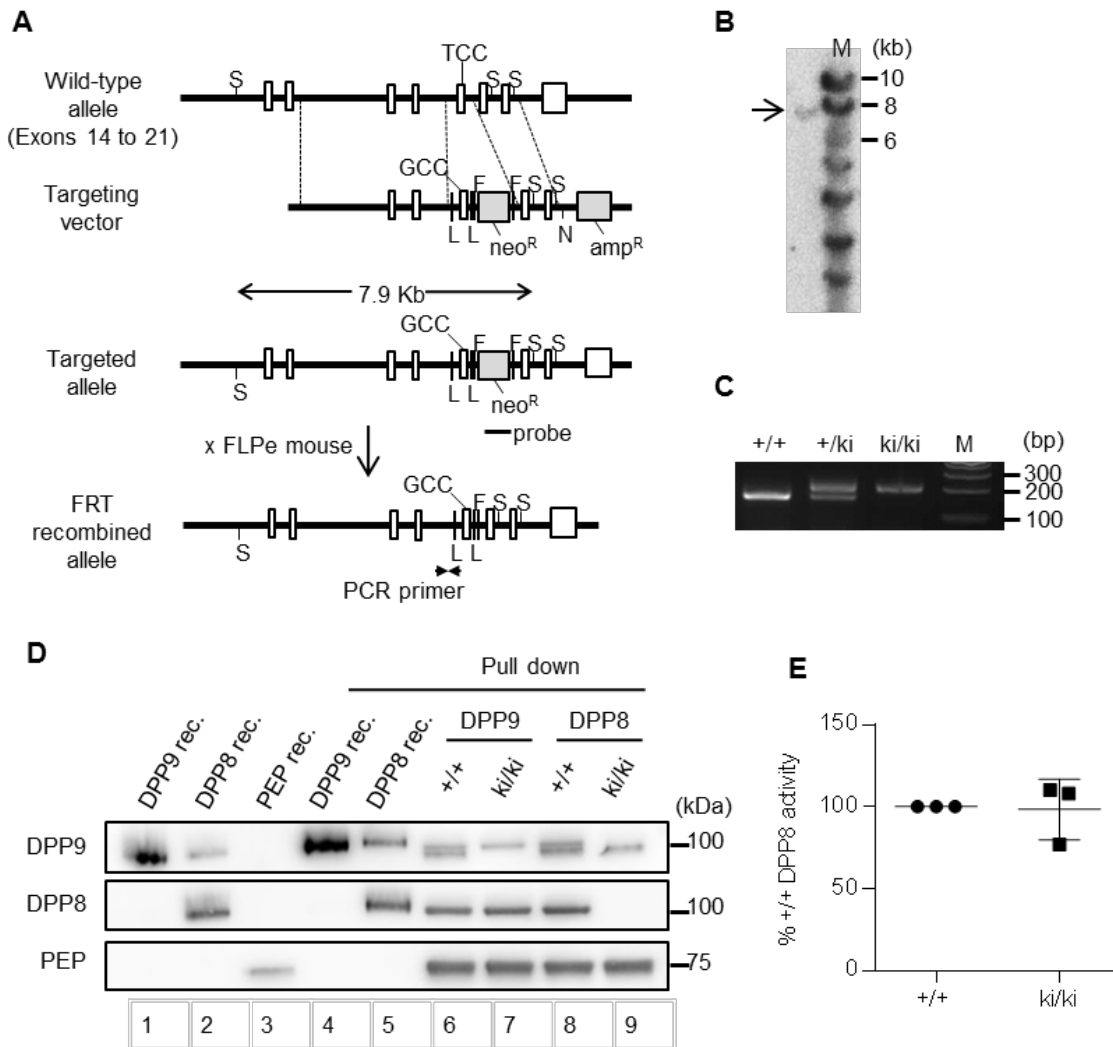 A
Wild-type
allele
(Exons 14 to 21)
S
TCC
S
S
Targeting
vector
GCC
F
F
S
S
L
L
neoR
N
ampR
7.9 Kb
Targeted
allele
GCC
F
F
S
S
S
L
L
neoR
probe
x FLPe mouse
FRT
recombined
allele
GCC
F
S
S
S
L
L
PCR primer
B
M (kb)
10
8
6
C
+/+ +/ki ki/ki M (bp)
300
200
100
D
Pull down
DPP9 rec.
DPP8 rec.
PEP rec.
DPP9 rec.
DPP8 rec.
DPP9 DPP8
+/+ ki/ki +/+ ki/ki
(kDa)
DPP9 100
DPP8 100
PEP 75
1 2 3 4 5 6 7 8 9
E
% +/+ DPP8 activity
150
100
50
0
+/+ ki/ki